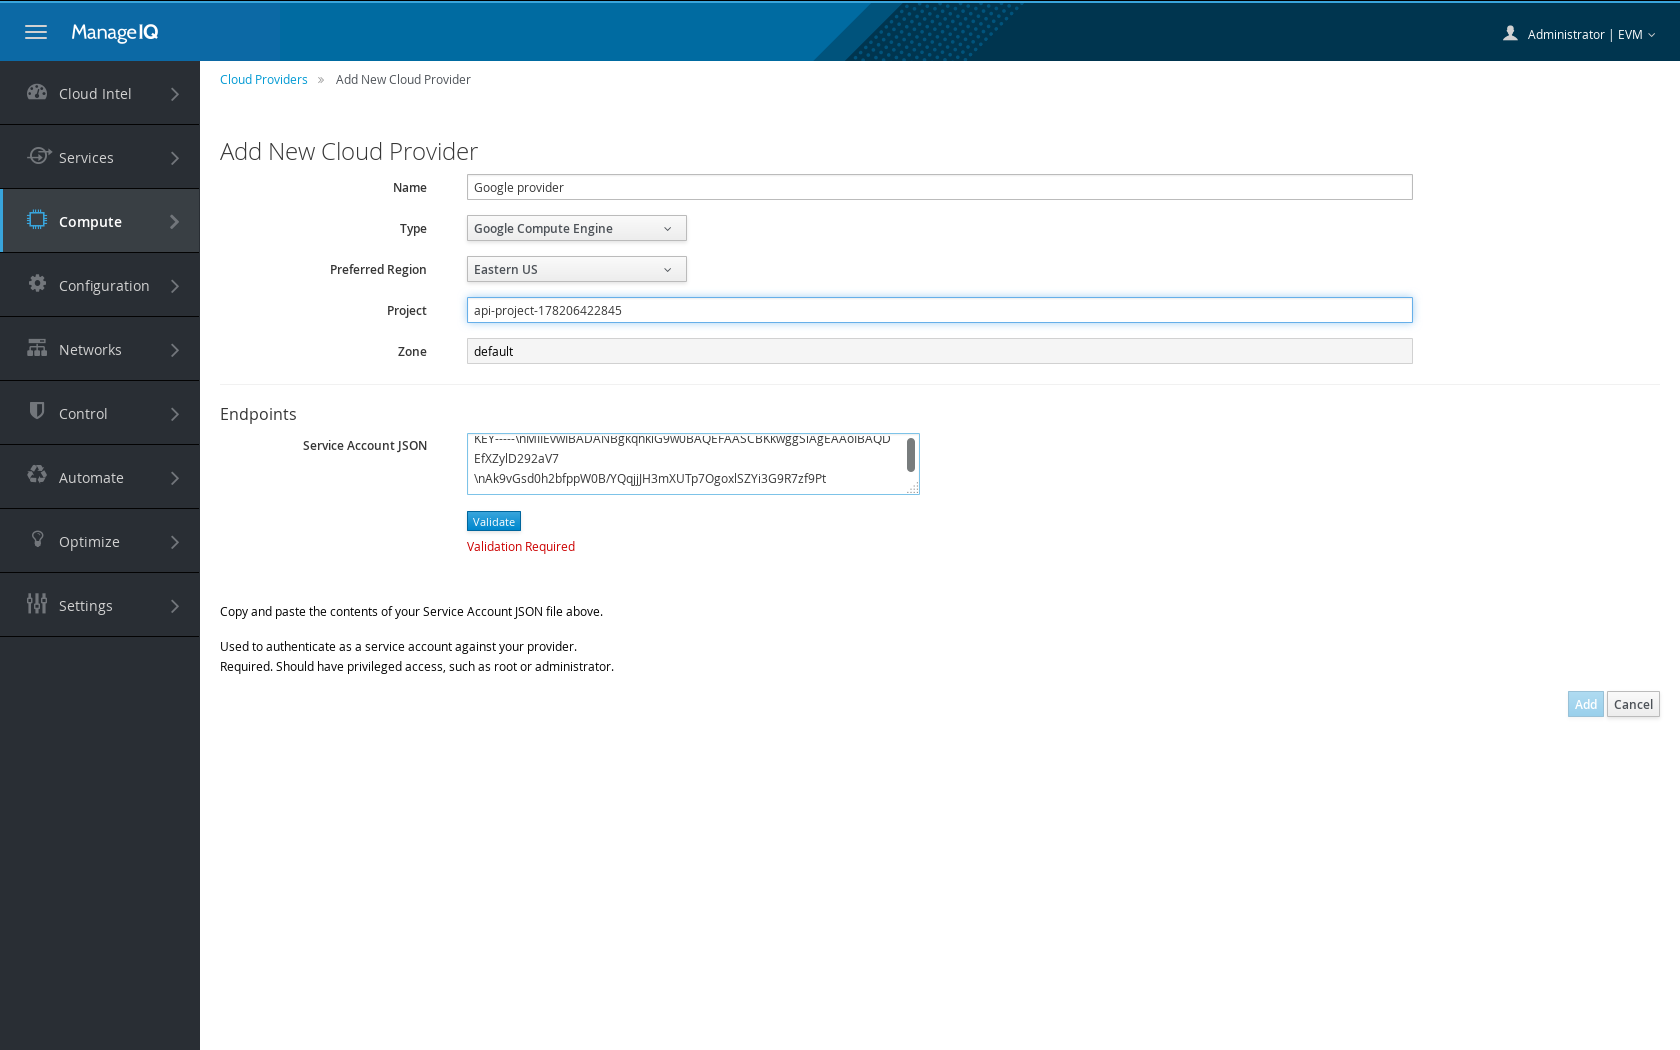 ManageIQ
Administrator | EVM
Cloud Intel
Services
Compute
Configuration
Networks
Control
Automate
Optimize
Settings
Cloud Providers » Add New Cloud Provider
Add New Cloud Provider
Name Google provider
Type Google Compute Engine
Preferred Region Eastern US
Project api-project-178206422845
Zone default
Endpoints
Service Account JSON
EfXZylD292aV7
\nAk9vGsd0h2bfppW0B/YQqjjJH3mXUTp7OgoxlSZYi3G9R7zf9Pt
Validate
Validation Required
Copy and paste the contents of your Service Account JSON file above.
Used to authenticate as a service account against your provider.
Required. Should have privileged access, such as root or administrator.
Add Cancel